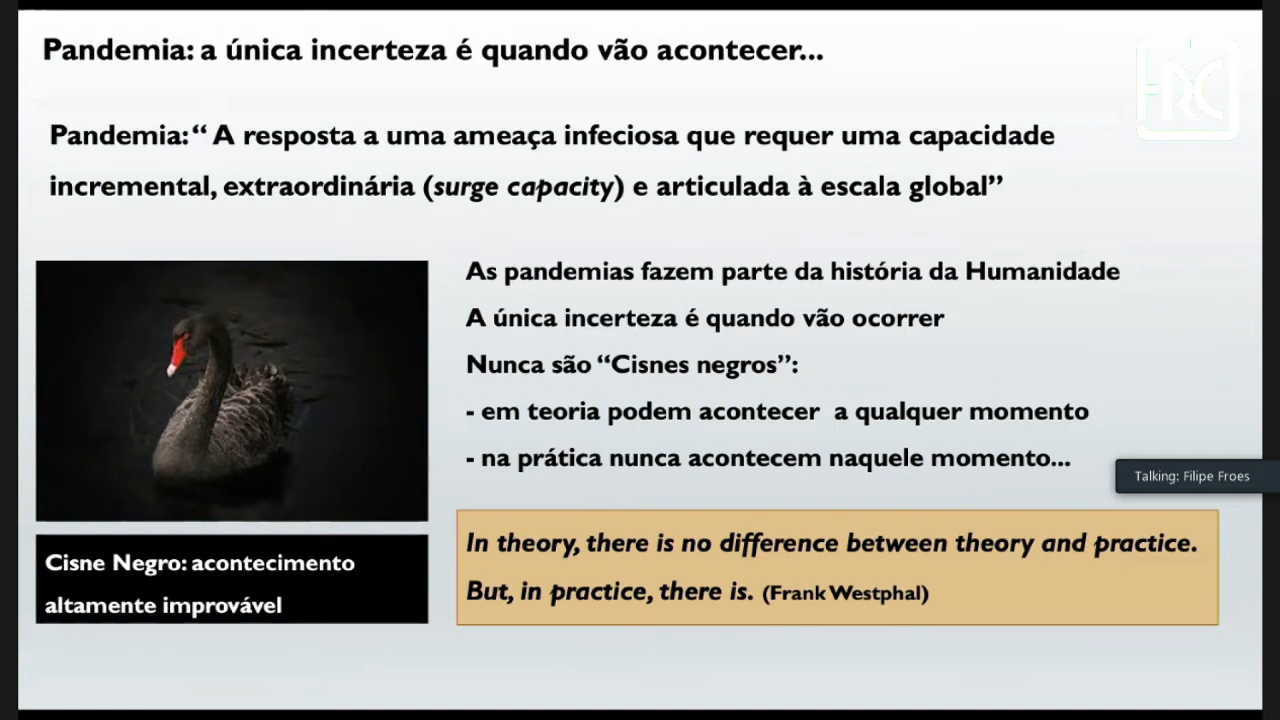 Pandemia: a única incerteza é quando vão acontecer...
FRC
Pandemia: “ A resposta a uma ameaça infeciosa que requer uma capacidade
incremental, extraordinária (surge capacity) e articulada à escala global”
As pandemias fazem parte da história da Humanidade
A única incerteza é quando vão ocorrer
Nunca são “Cisnes negros”:
- em teoria podem acontecer a qualquer momento
- na prática nunca acontecem naquele momento...
Talking: Filipe Froes
Cisne Negro: acontecimento
altamente improvável
In theory, there is no difference between theory and practice.
But, in practice, there is. (Frank Westphal)